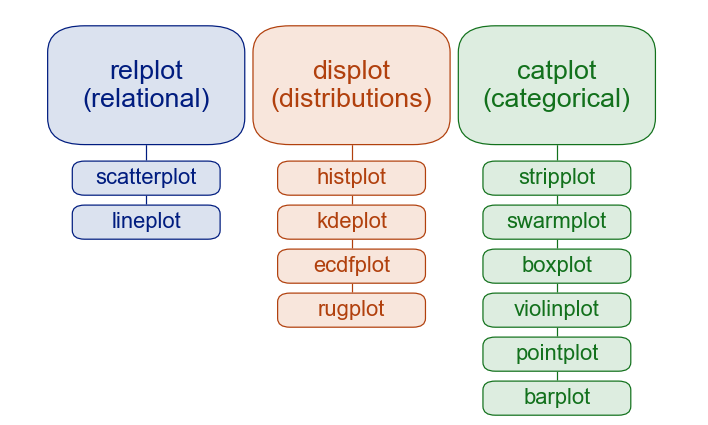 relplot
(relational)
scatterplot
lineplot
displot
(distributions)
histplot
kdeplot
ecdfplot
rugplot
catplot
(categorical)
stripplot
swarmplot
boxplot
violinplot
pointplot
barplot